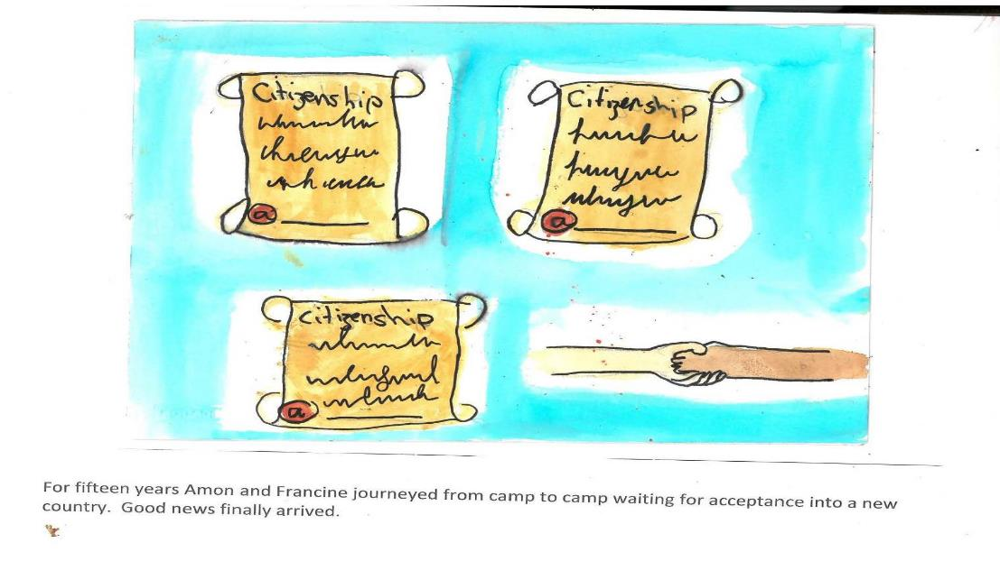 Citizenship
a
Citizenship
a
Citizenship
a
For fifteen years Amon and Francine journeyed from camp to camp waiting for acceptance into a new
country. Good news finally arrived.